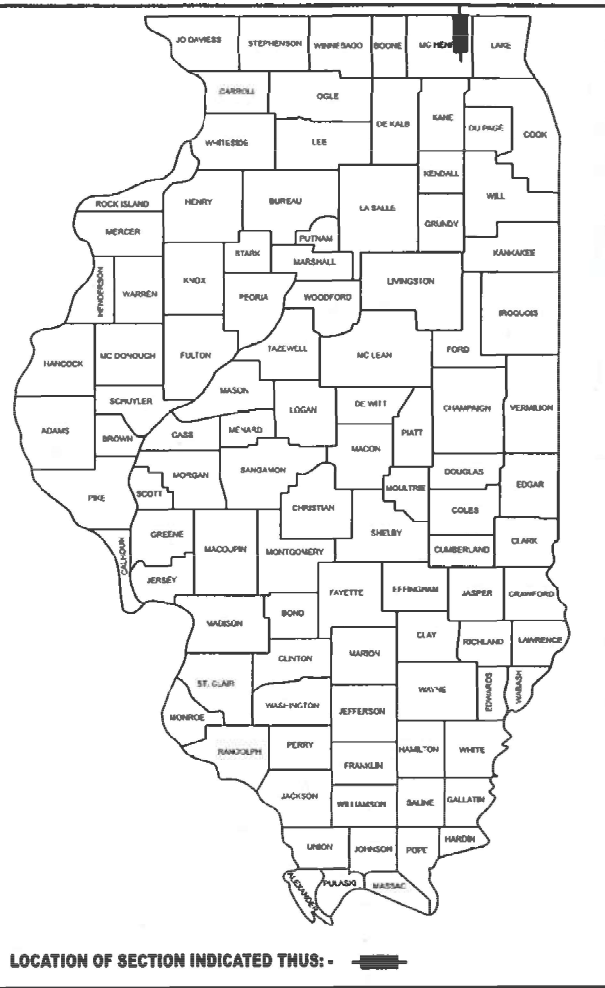 JO DAVIESS
STEPHENSON
WINNEBAGO
BOONE
MC HEN
LAKE
CARROLL
OGLE
DE KALB
KANE
DU PAGE
COOK
WHITESIDE
LEE
KENDALL
WILL
ROCK ISLAND
HENRY
BUREAU
LA SALLE
GRUNDY
MERCER
PUTNAM
STARK
MARSHALL
KANKAKEE
HENDERSON
WARREN
KNOX
PEORIA
WOODFORD
LIVINGSTON
IROQUOIS
HANCOCK
MC DONOUGH
FULTON
TAZEWELL
MC LEAN
FORD
MASON
SCHUYLER
LOGAN
DE WITT
CHAMPAIGN
VERMILION
ADAMS
BROWN
CASS
MENARD
PIATT
MACON
SANGAMON
MORGAN
DOUGLAS
EDGAR
PIKE
SCOTT
MOULTRIE
CHRISTIAN
COLES
SHELBY
GREENE
MACOUPIN
MONTGOMERY
CUMBERLAND
CLARK
CALHOUN
JERSEY
FAYETTE
EFFINGHAM
JASPER
CRAWFORD
MADISON
BOND
CLAY
RICHLAND
LAWRENCE
CLINTON
MARION
ST. CLAIR
WAYNE
EDWARDS
WABASH
WASHINGTON
JEFFERSON
MONROE
RANDOLPH
PERRY
HAMILTON
WHITE
FRANKLIN
JACKSON
WILLIAMSON
SALINE
GALLATIN
UNION
JOHNSON
POPE
HARDIN
ALEXANDER
PULASKI
MASSAC
LOCATION OF SECTION INDICATED THUS: -